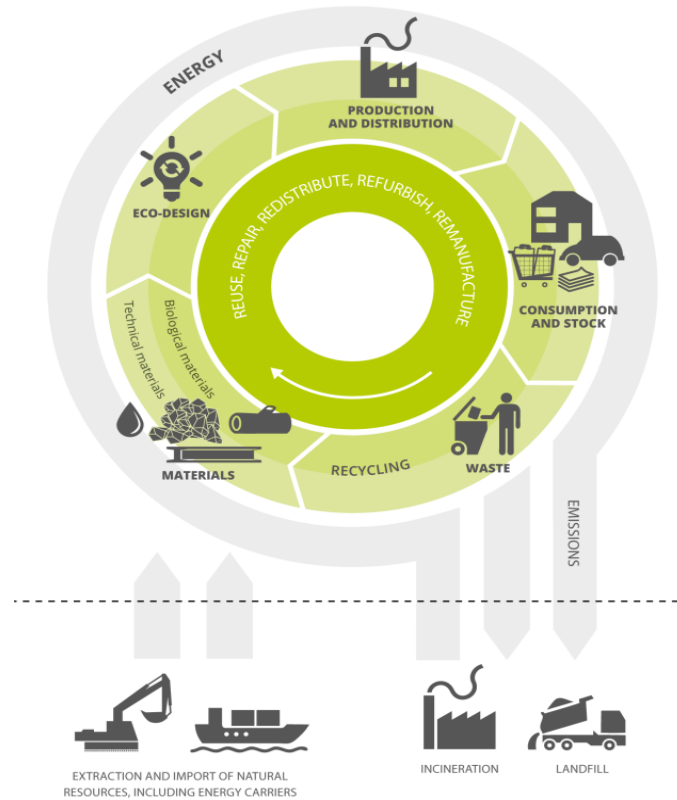 ENERGY
PRODUCTION
AND DISTRIBUTION
ECO-DESIGN
REUSE, REPAIR, REDISTRIBUTE, REFURBISH, REMANUFACTURE
CONSUMPTION
AND STOCK
Technical materials
Biological materials
MATERIALS
RECYCLING
WASTE
EMISSIONS
EXTRACTION AND IMPORT OF NATURAL
RESOURCES, INCLUDING ENERGY CARRIERS
INCINERATION
LANDFILL